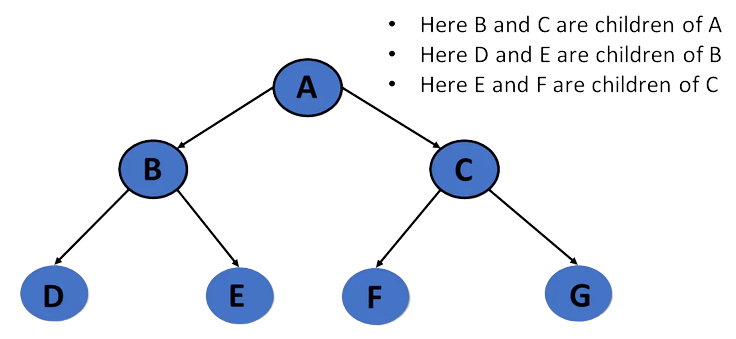 • Here B and C are children of A
• Here D and E are children of B
• Here E and F are children of C
A
B
C
D
E
F
G